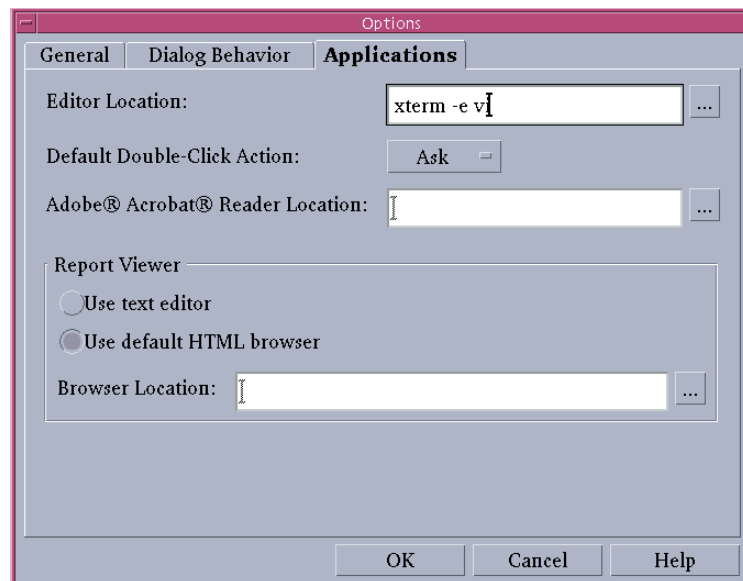 Options
General Dialog Behavior Applications
Editor Location: xterm -e vi ...
Default Double-Click Action: Ask
Adobe® Acrobat® Reader Location: ...
Report Viewer
Use text editor
Use default HTML browser
Browser Location: ...
OK Cancel Help